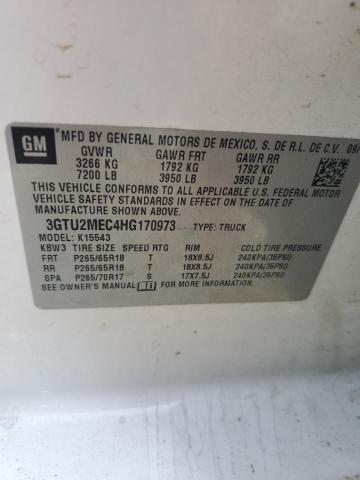 GM
MFD BY GENERAL MOTORS DE MEXICO, S. DE R.L. DE C.V. 09/
GVWR GAWR FRT GAWR RR
3266 KG 1792 KG 1792 KG
7200 LB 3950 LB 3950 LB
THIS VEHICLE CONFORMS TO ALL APPLICABLE U.S. FEDERAL MOTOR
VEHICLE SAFETY STANDARDS IN EFFECT ON THE DATE OF
MANUFACTURE SHOWN ABOVE.
3GTU2MEC4HG170973 TYPE: TRUCK
MODEL: K15543
KBW3 TIRE SIZE SPEED RTG RIM COLD TIRE PRESSURE
FRT P265/65R18 T 18X8.5J 240KPA(35PSI)
RR P265/65R18 T 18X8.5J 240KPA(35PSI)
SPA P265/70R17 S 17X7.5J 240KPA(35PSI)
SEE OWNER'S MANUAL FOR MORE INFORMATION.